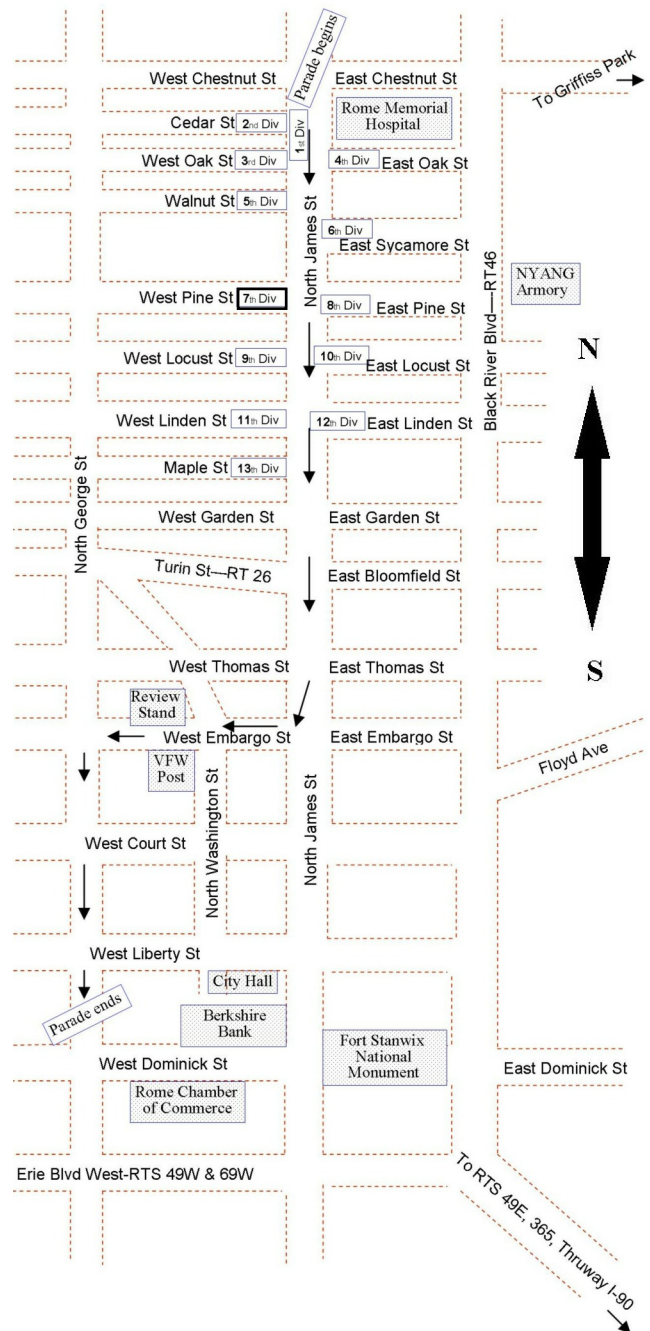 Parade begins
West Chestnut St
East Chestnut St
To Griffiss Park
Rome Memorial
Hospital
Cedar St
2nd Div
1st Div
West Oak St
3rd Div
4th Div
East Oak St
Walnut St
5th Div
North James St
6th Div
East Sycamore St
Black River Blvd—RT46
NYANG
Armory
West Pine St
7th Div
8th Div
East Pine St
N
West Locust St
9th Div
10th Div
East Locust St
West Linden St
11th Div
12th Div
East Linden St
Maple St
13th Div
North George St
West Garden St
East Garden St
Turin St—RT 26
East Bloomfield St
S
West Thomas St
East Thomas St
Review
Stand
West Embargo St
East Embargo St
VFW
Post
Floyd Ave
North Washington St
North James St
West Court St
West Liberty St
City Hall
Parade ends
Berkshire
Bank
Fort Stanwix
National
Monument
West Dominick St
East Dominick St
Rome Chamber
of Commerce
Erie Blvd West-RTS 49W & 69W
To RTS 49E, 365, Thruway I-90